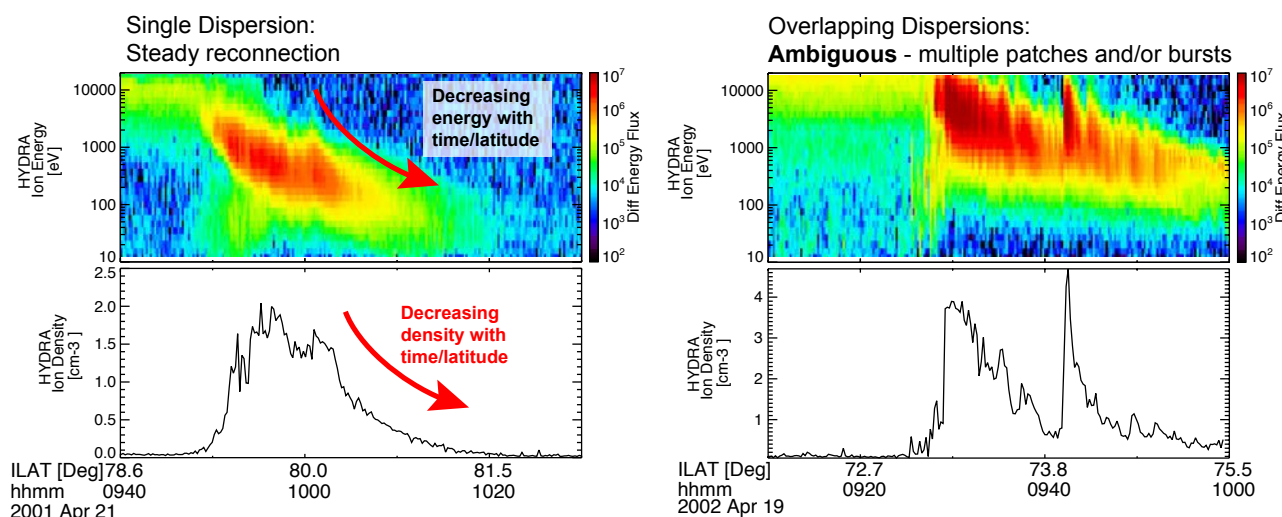 Single Dispersion:
Steady reconnection
10000
1000
100
10
HYDRA
Ion Energy
[eV]
Decreasing
energy with
time/latitude
10^7
10^6
10^5
10^4
10^3
10^2
Diff Energy Flux
2.5
2.0
1.5
1.0
0.5
0.0
HYDRA
Ion Density
[cm-3 ]
Decreasing
density with
time/latitude
ILAT [Deg]78.6 80.0 81.5
hhmm 0940 1000 1020
2001 Apr 21
Overlapping Dispersions:
Ambiguous - multiple patches and/or bursts
10000
1000
100
10
HYDRA
Ion Energy
[eV]
10^7
10^6
10^5
10^4
10^3
10^2
Diff Energy Flux
4
3
2
1
HYDRA
Ion Density
[cm-3 ]
ILAT [Deg] 72.7 73.8 75.5
hhmm 0920 0940 1000
2002 Apr 19